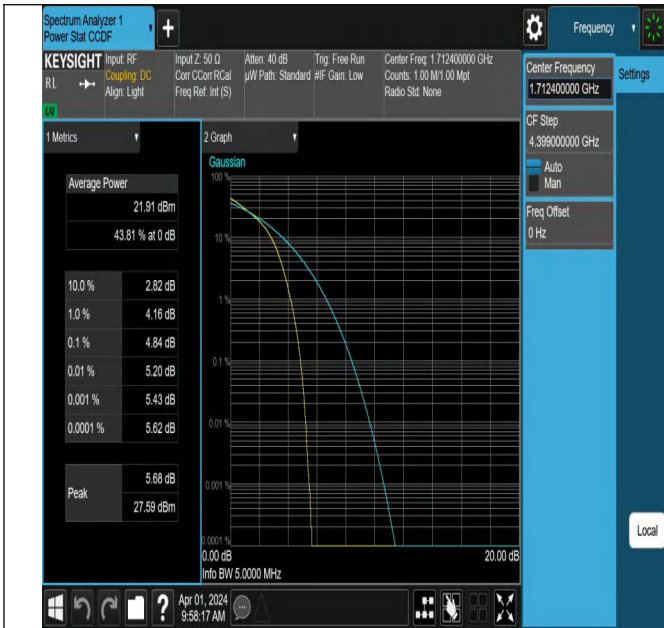 Spectrum Analyzer 1
Power Stat CCDF
+
Frequency
KEYSIGHT
RL
LXI
Input: RF
Coupling: DC
Align: Light
Input Z: 50 Ω
Corr CCorr RCal
Freq Ref: Int (S)
Atten: 40 dB
µW Path: Standard
Trig: Free Run
#IF Gain: Low
Center Freq: 1.712400000 GHz
Counts: 1.00 M/1.00 Mpt
Radio Std: None
Center Frequency
1.712400000 GHz
Settings
CF Step
4.399000000 GHz
Auto
Man
Freq Offset
0 Hz
1 Metrics
Average Power
21.91 dBm
43.81 % at 0 dB
10.0 % 2.82 dB
1.0 % 4.16 dB
0.1 % 4.84 dB
0.01 % 5.20 dB
0.001 % 5.43 dB
0.0001 % 5.62 dB
Peak
5.68 dB
27.59 dBm
2 Graph
Gaussian
100 %
10 %
1 %
0.1 %
0.01 %
0.001 %
0.0001 %
0.00 dB
20.00 dB
Info BW 5.0000 MHz
Local
?
Apr 01, 2024
9:58:17 AM